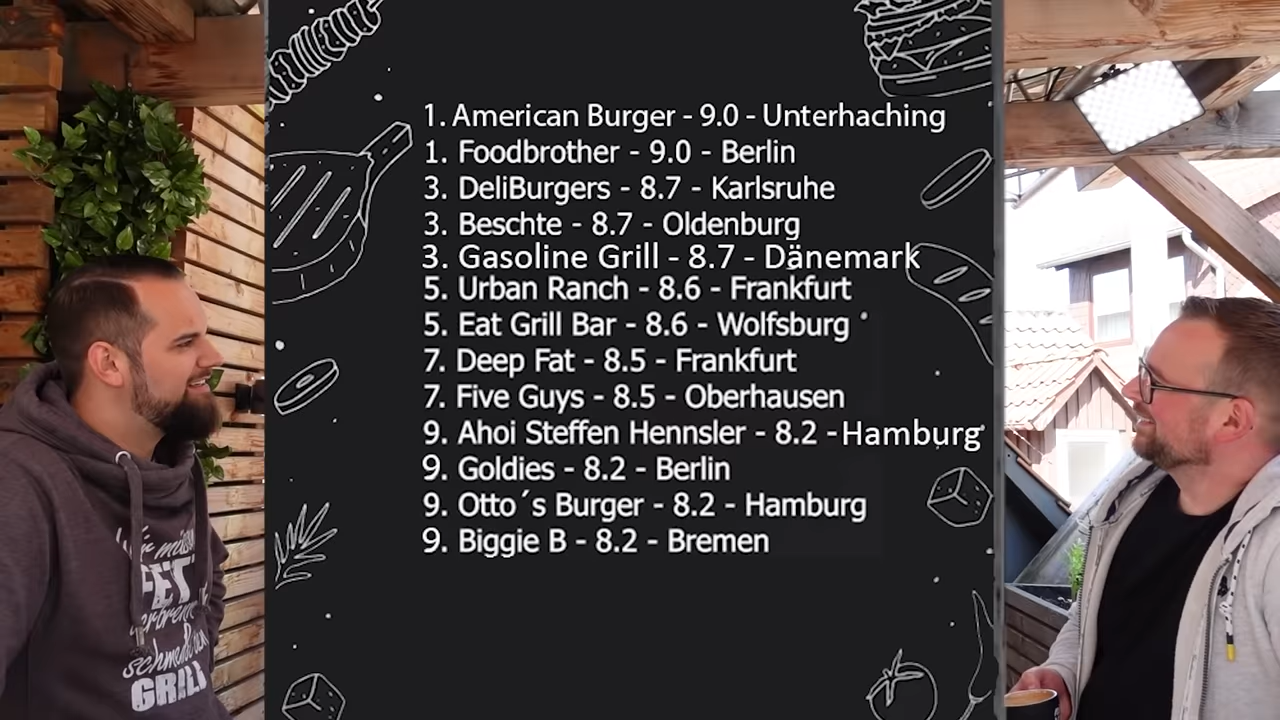 1. American Burger - 9.0 - Unterhaching
1. Foodbrother - 9.0 - Berlin
3. DeliBurgers - 8.7 - Karlsruhe
3. Beschte - 8.7 - Oldenburg
3. Gasoline Grill - 8.7 - Dänemark
5. Urban Ranch - 8.6 - Frankfurt
5. Eat Grill Bar - 8.6 - Wolfsburg
7. Deep Fat - 8.5 - Frankfurt
7. Five Guys - 8.5 - Oberhausen
9. Ahoi Steffen Hennsler - 8.2 -Hamburg
9. Goldies - 8.2 - Berlin
9. Otto´s Burger - 8.2 - Hamburg
9. Biggie B - 8.2 - Bremen
GRILL